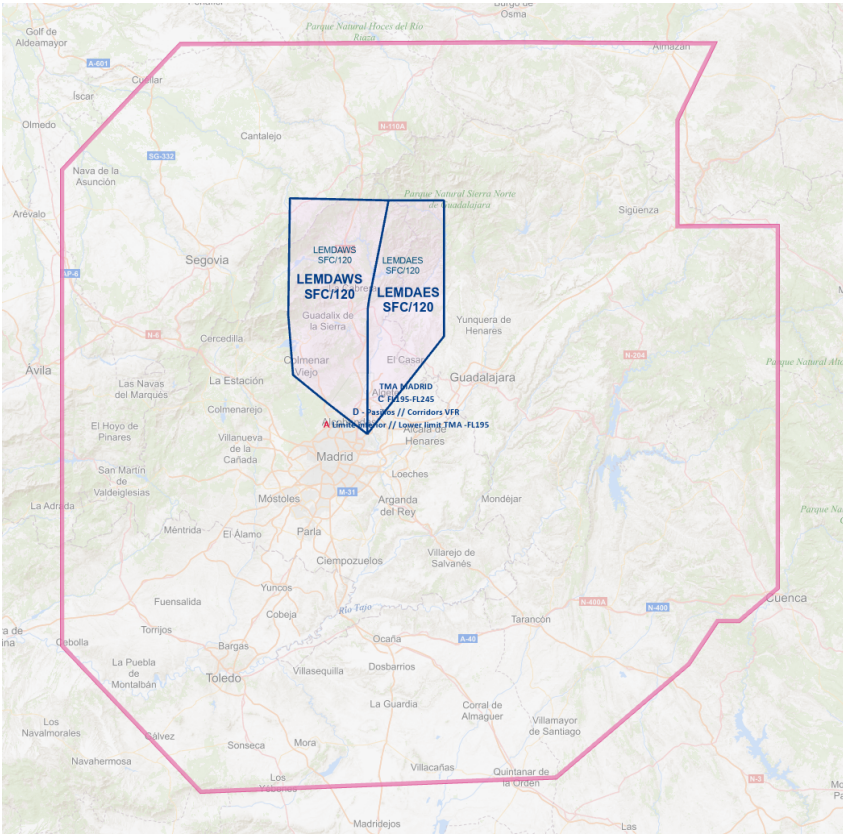 Burgo de
Osma
Parque Natural Hoces del Río
Riaza
Golf de
Aldeamayor
Almazán
A-601
Cuéllar
Íscar
Olmedo
N-110A
Cantalejo
SG-332
Nava de la
Asunción
Parque Natural Sierra Norte
de Guadalajara
Arévalo
Sigüenza
LEMDAWS
SFC/120
Segovia
LEMDAES
SFC/120
AP-6
LEMDAWS
SFC/120
LEMDAES
SFC/120
Guadalix de
la Sierra
Yunquera de
Henares
N-6
Cercedilla
N-204
Colmenar
Viejo
El Casar
Parque Natural Alto
Ávila
La Estación
Guadalajara
Las Navas
del Marqués
TMA MADRID
C FL195-FL245
Colmenarejo
D - Pasillos // Corridors VFR
A Límite inferior // Lower limit TMA -FL195
El Hoyo de
Pinares
Alcalá de
Henares
Villanueva
de la
Cañada
Madrid
San Martín
de
Valdeiglesias
Loeches
M-31
Móstoles
Arganda
del Rey
Mondéjar
La Adrada
Parque Na
Méntrida
El Álamo
Parla
Villarejo de
Salvanés
Ciempozuelos
Yuncos
Fuensalida
Cuenca
N-400A
N-400
Río Tajo
Cobeja
Tarancón
Torrijos
Cebolla
Ocaña
A-40
Bargas
La Puebla
de
Montalbán
Dosbarrios
Villasequilla
Toledo
La Guardia
Corral de
Almaguer
Los
Navalmorales
Villamayor
de Santiago
Gálvez
Sonseca
Mora
Navahermosa
Villacañas
Quintanar de
la Orden
Los
Yébenes
N-3
Madridejos
Las